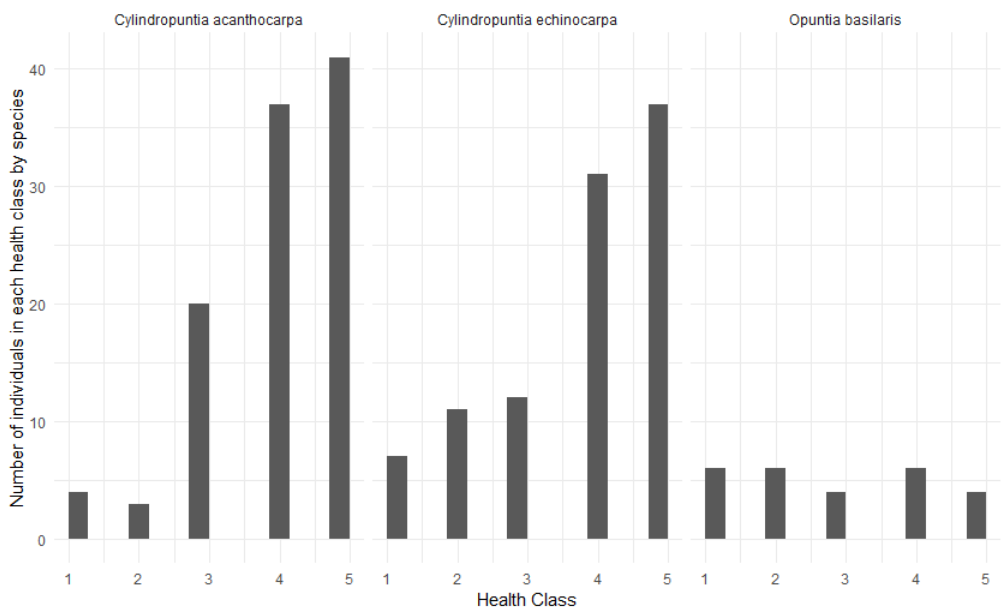 Cylindropuntia acanthocarpa Cylindropuntia echinocarpa Opuntia basilaris
Number of individuals in each health class by species
40
30
20
10
0
1 2 3 4 5 1 2 3 4 5 1 2 3 4 5
Health Class